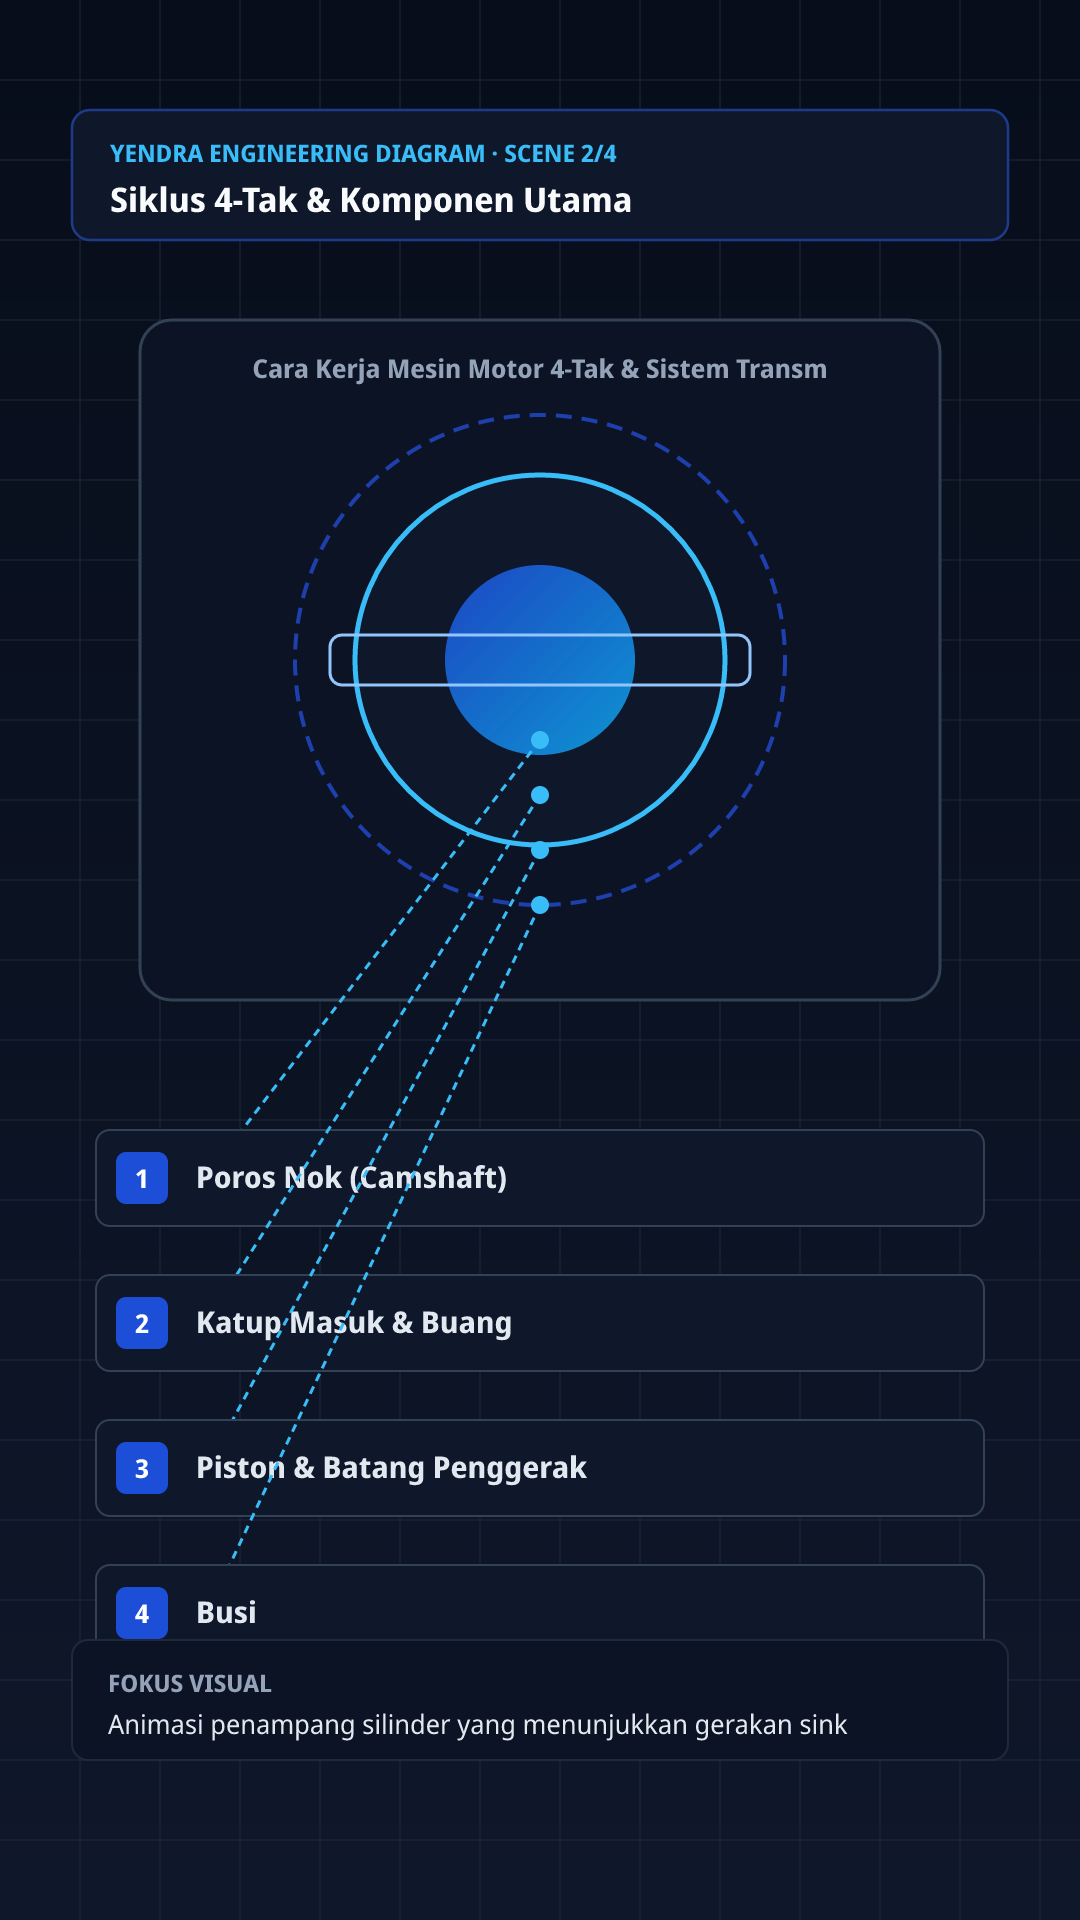 YENDRA ENGINEERING DIAGRAM · SCENE 2/4
Siklus 4-Tak & Komponen Utama
Cara Kerja Mesin Motor 4-Tak & Sistem Transm
1 Poros Nok (Camshaft)
2 Katup Masuk & Buang
3 Piston & Batang Penggerak
4 Busi
FOKUS VISUAL
Animasi penampang silinder yang menunjukkan gerakan sink